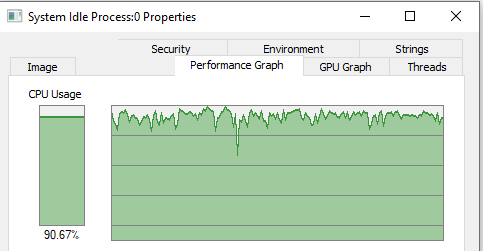 System Idle Process:0 Properties
Security Environment Strings
Image Performance Graph GPU Graph Threads
CPU Usage
90.67%